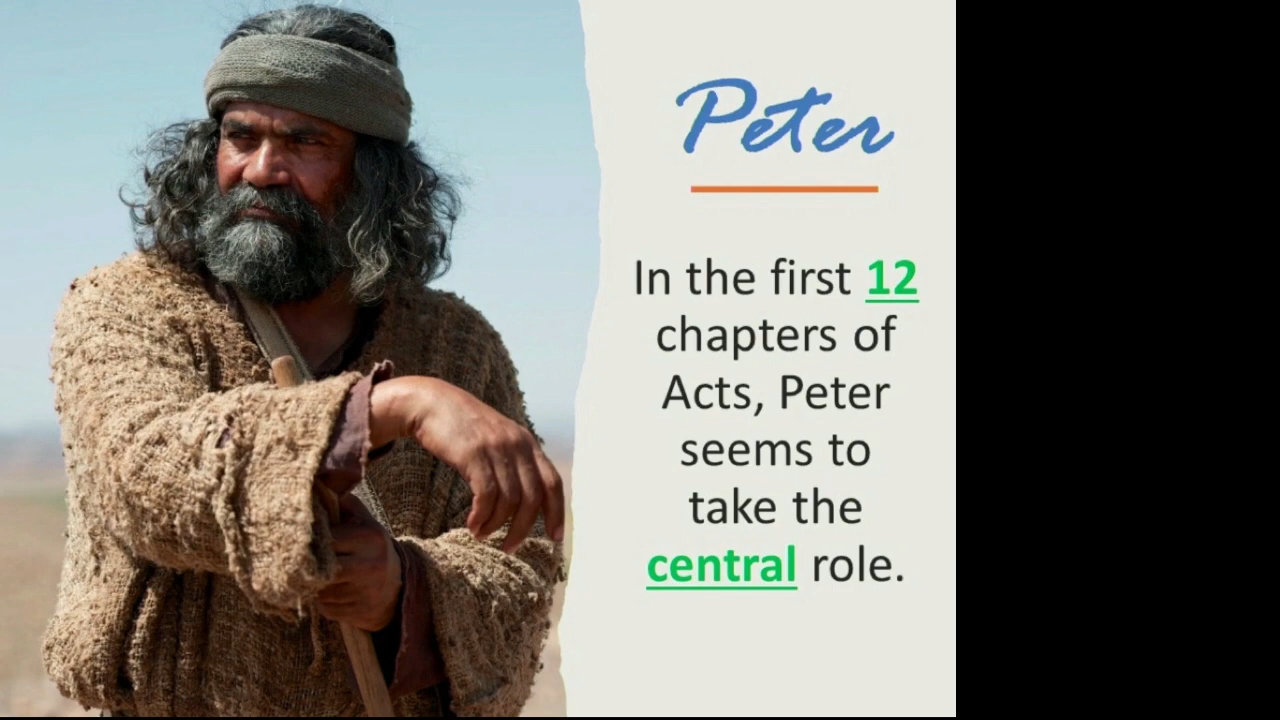 Peter
In the first 12
chapters of
Acts, Peter
seems to
take the
central role.